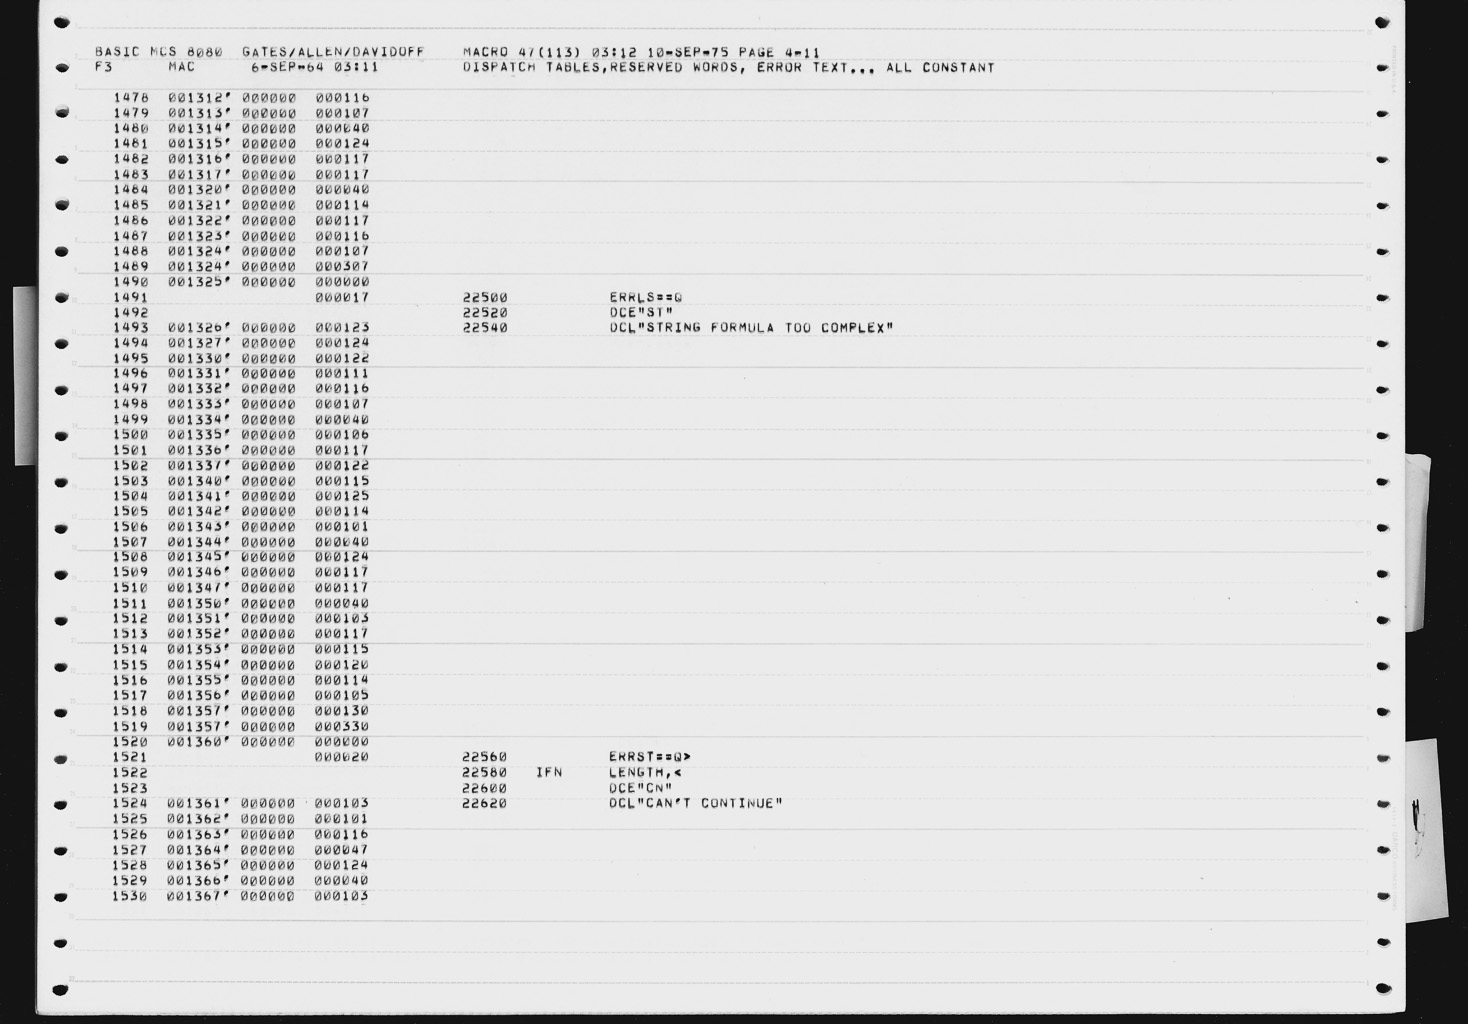 BASIC MCS 8080 GATES/ALLEN/DAVIDOFF MACRO 47(113) 03:12 10-SEP-75 PAGE 4-11
F3 MAC 6-SEP-64 03:11 DISPATCH TABLES,RESERVED WORDS, ERROR TEXT... ALL CONSTANT
1478 001312' 000000 000116
1479 001313' 000000 000107
1480 001314' 000000 000040
1481 001315' 000000 000124
1482 001316' 000000 000117
1483 001317' 000000 000117
1484 001320' 000000 000040
1485 001321' 000000 000114
1486 001322' 000000 000117
1487 001323' 000000 000116
1488 001324' 000000 000107
1489 001324' 000000 000307
1490 001325' 000000 000000
1491 000017 22500 ERRLS==Q
1492 22520 DCE"ST"
1493 001326' 000000 000123 22540 DCL"STRING FORMULA TOO COMPLEX"
1494 001327' 000000 000124
1495 001330' 000000 000122
1496 001331' 000000 000111
1497 001332' 000000 000116
1498 001333' 000000 000107
1499 001334' 000000 000040
1500 001335' 000000 000106
1501 001336' 000000 000117
1502 001337' 000000 000122
1503 001340' 000000 000115
1504 001341' 000000 000125
1505 001342' 000000 000114
1506 001343' 000000 000101
1507 001344' 000000 000040
1508 001345' 000000 000124
1509 001346' 000000 000117
1510 001347' 000000 000117
1511 001350' 000000 000040
1512 001351' 000000 000103
1513 001352' 000000 000117
1514 001353' 000000 000115
1515 001354' 000000 000120
1516 001355' 000000 000114
1517 001356' 000000 000105
1518 001357' 000000 000130
1519 001357' 000000 000330
1520 001360' 000000 000000
1521 000020 22560 ERRST==Q>
1522 22580 IFN LENGTH,<
1523 22600 DCE"CN"
1524 001361' 000000 000103 22620 DCL"CAN'T CONTINUE"
1525 001362' 000000 000101
1526 001363' 000000 000116
1527 001364' 000000 000047
1528 001365' 000000 000124
1529 001366' 000000 000040
1530 001367' 000000 000103